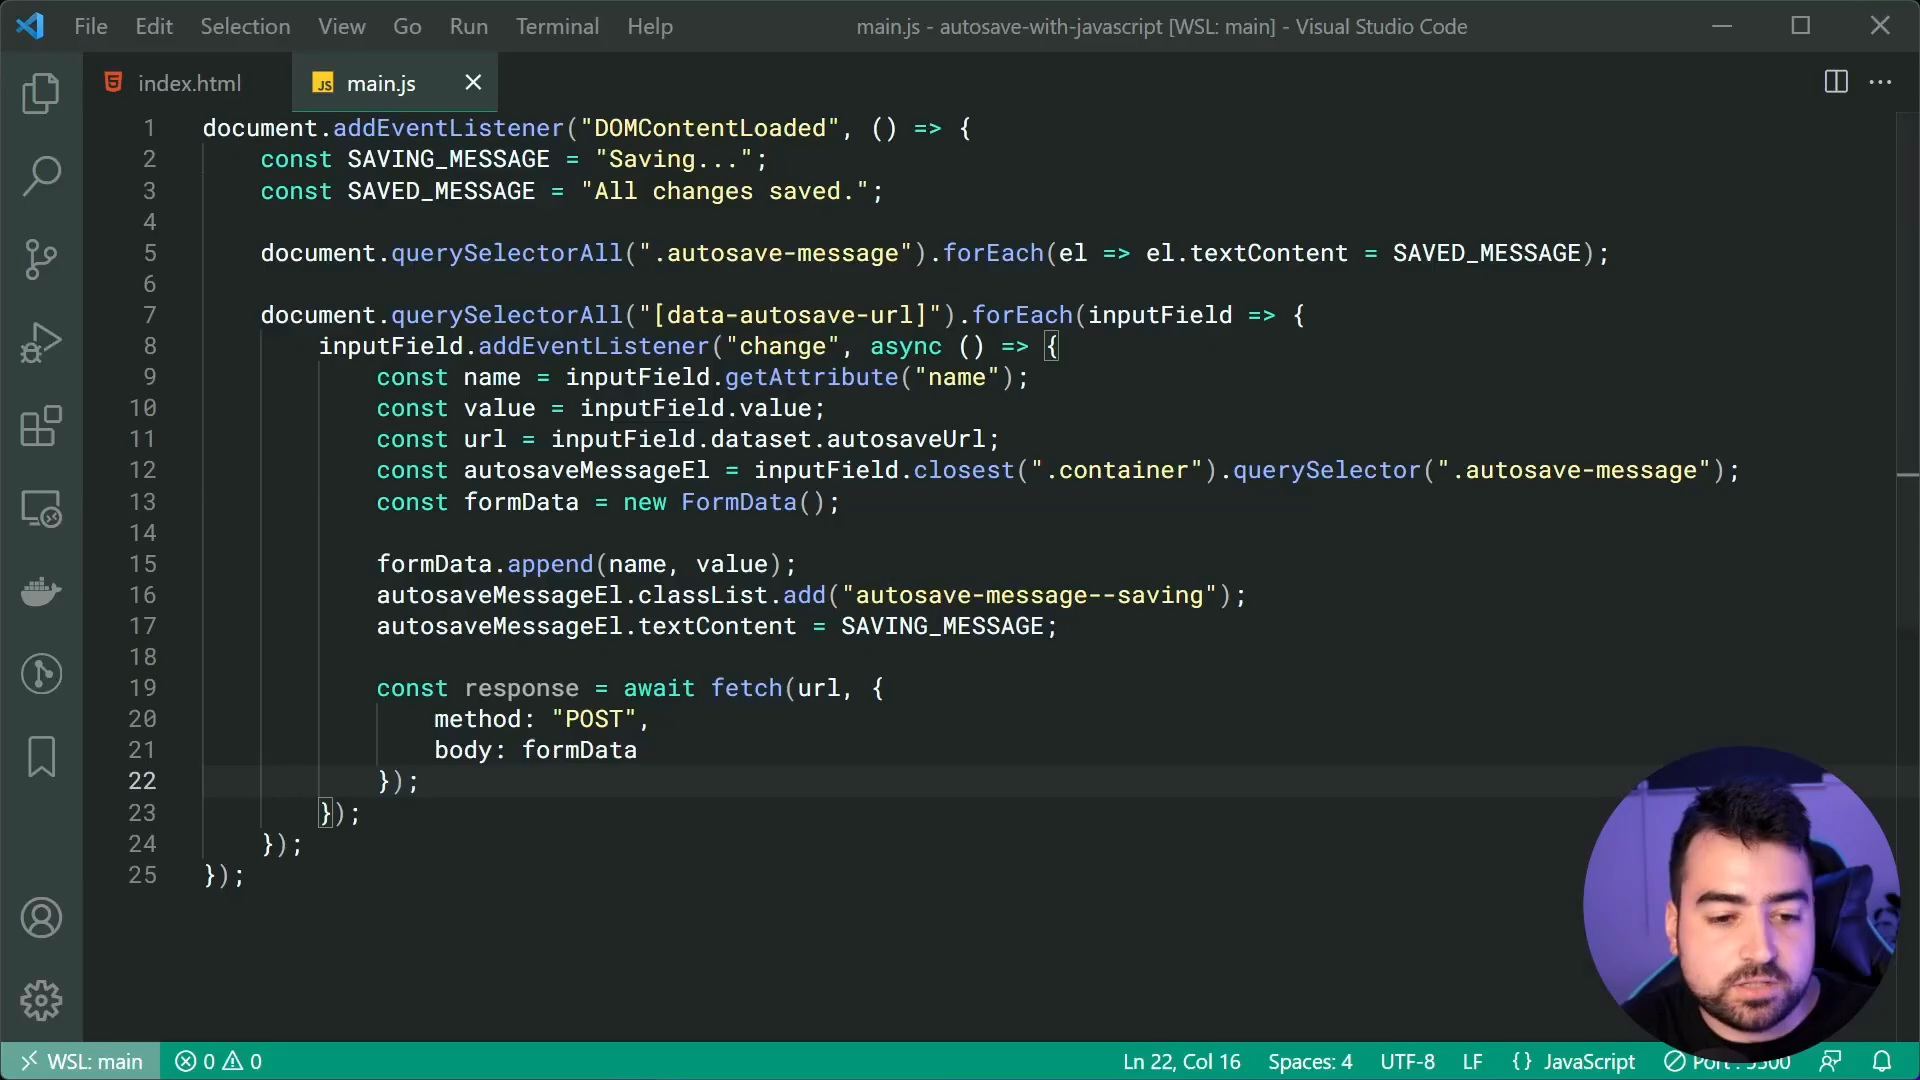 File Edit Selection View Go Run Terminal Help main.js - autosave-with-javascript [WSL: main] - Visual Studio Code
index.html JS main.js
1 document.addEventListener("DOMContentLoaded", () => {
2 const SAVING_MESSAGE = "Saving...";
3 const SAVED_MESSAGE = "All changes saved.";
4
5 document.querySelectorAll(".autosave-message").forEach(el => el.textContent = SAVED_MESSAGE);
6
7 document.querySelectorAll("[data-autosave-url]").forEach(inputField => {
8 inputField.addEventListener("change", async () => {
9 const name = inputField.getAttribute("name");
10 const value = inputField.value;
11 const url = inputField.dataset.autosaveUrl;
12 const autosaveMessageEl = inputField.closest(".container").querySelector(".autosave-message");
13 const formData = new FormData();
14
15 formData.append(name, value);
16 autosaveMessageEl.classList.add("autosave-message--saving");
17 autosaveMessageEl.textContent = SAVING_MESSAGE;
18
19 const response = await fetch(url, {
20 method: "POST",
21 body: formData
22 });
23 });
24 });
25 });
WSL: main 0 0 Ln 22, Col 16 Spaces: 4 UTF-8 LF {} JavaScript Port :